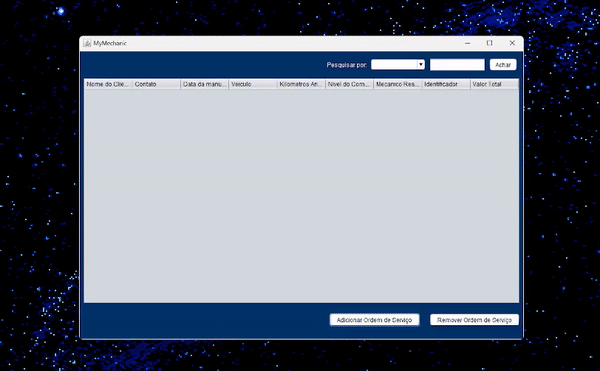 MyMechanic
Pesquisar por: Achar
Nome do Clie... Contato Data da manu... Veículo Kilometros An... Nivel do Com... Mecanico Res... Identificador Valor Total
Adicionar Ordem de Serviço Remover Ordem de Serviço